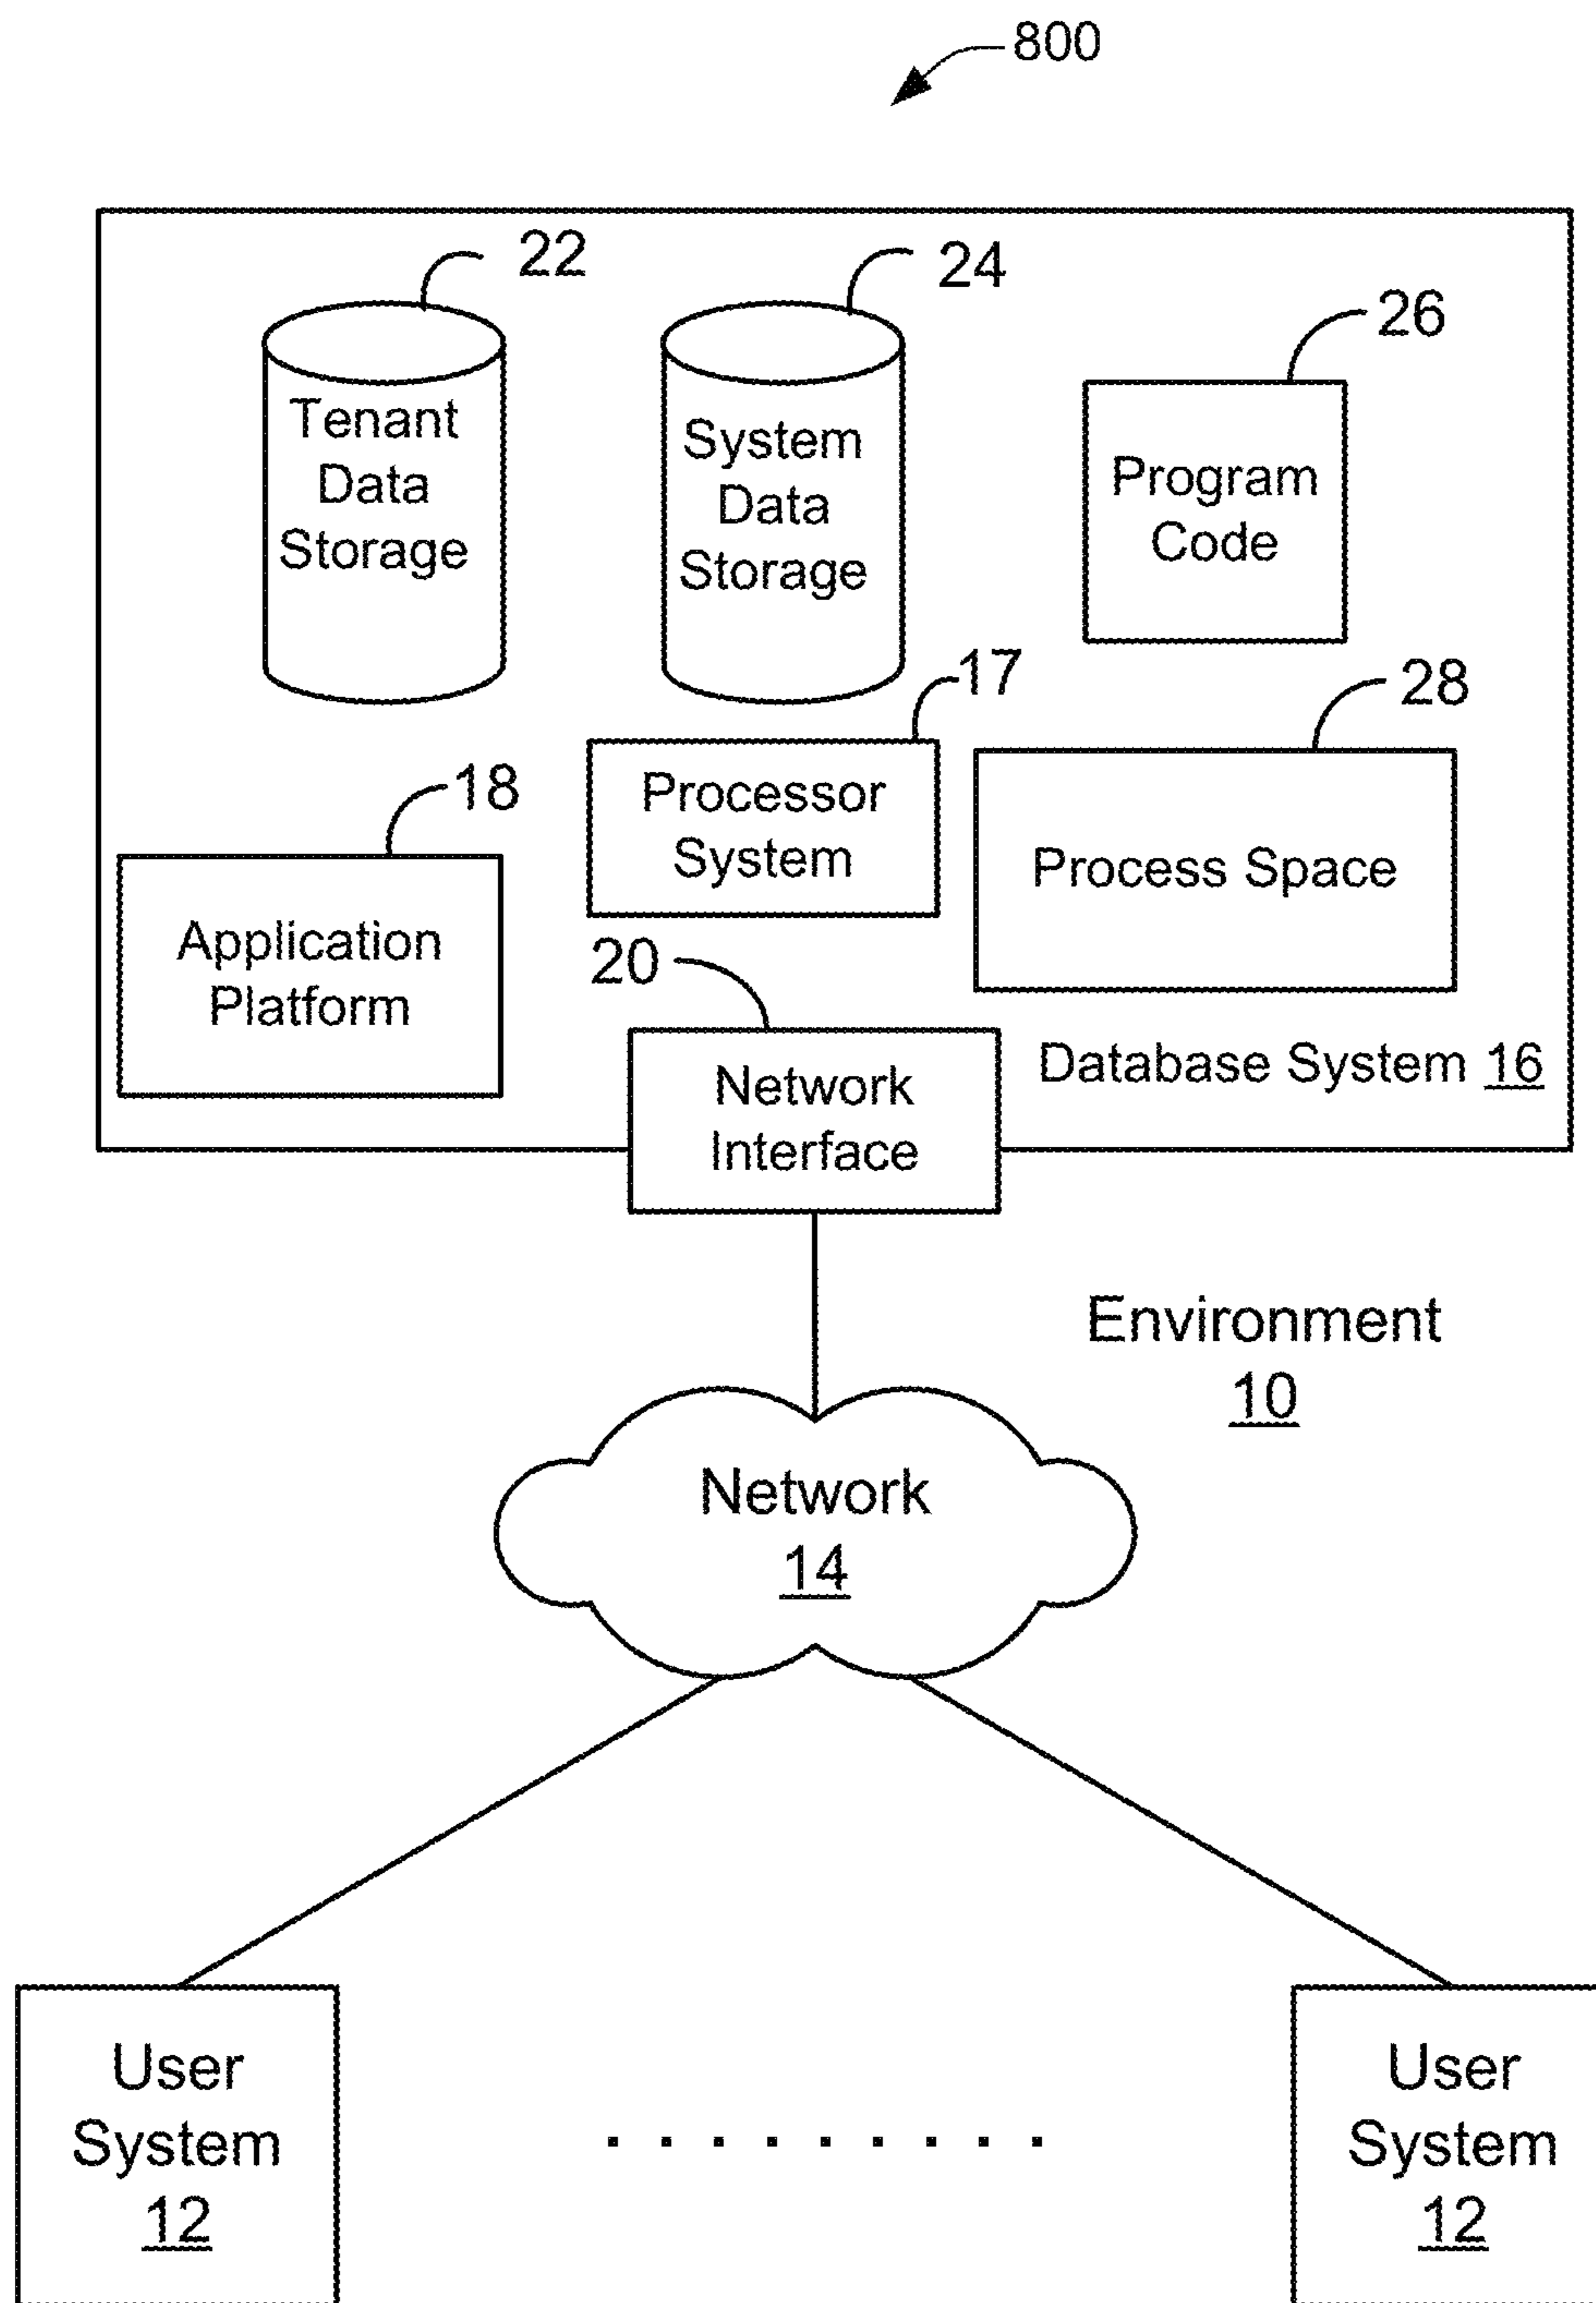 800
22
24
26
Tenant
Data
Storage
System
Data
Storage
Program
Code
17
28
18
Processor
System
Process Space
Application
Platform
20
Network
Interface
Database System 16
Environment
10
Network
14
User
System
12
. . . . . . . . .
User
System
12